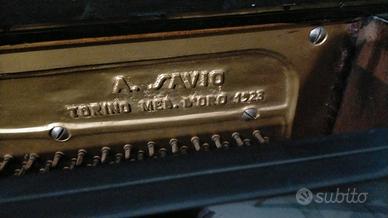 A. SAVIO
TORINO MED. D'ORO 1923
subito